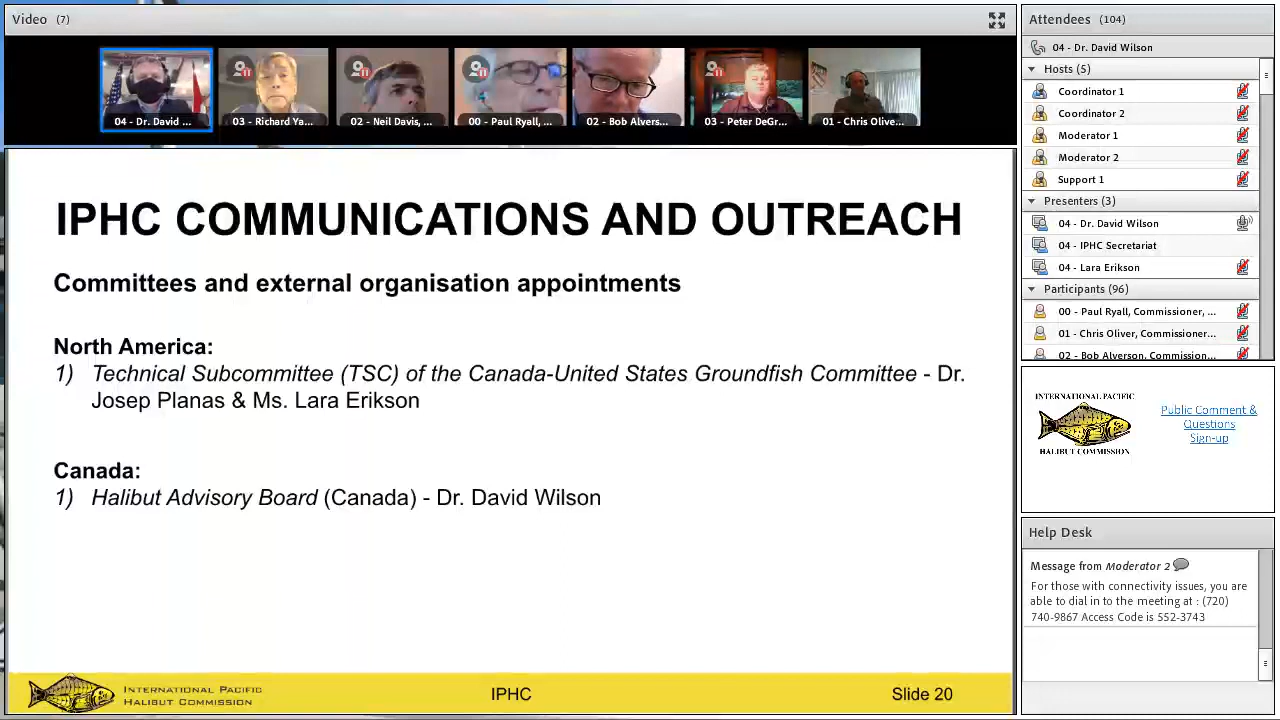 Video (7)
04 - Dr. David ...
03 - Richard Ya...
02 - Neil Davis, ...
00 - Paul Ryall, ...
02 - Bob Alvers...
03 - Peter DeGr...
01 - Chris Olive...
IPHC COMMUNICATIONS AND OUTREACH
Committees and external organisation appointments
North America:
1) Technical Subcommittee (TSC) of the Canada-United States Groundfish Committee - Dr.
Josep Planas & Ms. Lara Erikson
Canada:
1) Halibut Advisory Board (Canada) - Dr. David Wilson
INTERNATIONAL PACIFIC
HALIBUT COMMISSION
IPHC
Slide 20
Attendees (104)
04 - Dr. David Wilson
Hosts (5)
Coordinator 1
Coordinator 2
Moderator 1
Moderator 2
Support 1
Presenters (3)
04 - Dr. David Wilson
04 - IPHC Secretariat
04 - Lara Erikson
Participants (96)
00 - Paul Ryall, Commissioner, ...
01 - Chris Oliver, Commissioner...
02 - Bob Alverson, Commission...
INTERNATIONAL PACIFIC
HALIBUT COMMISSION
Public Comment &
Questions
Sign-up
Help Desk
Message from Moderator 2
For those with connectivity issues, you are
able to dial in to the meeting at : (720)
740-9867 Access Code is 552-3743